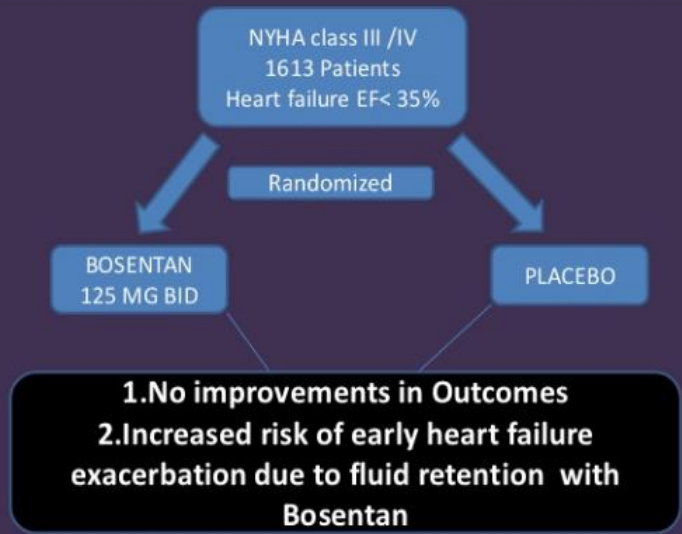 NYHA class III /IV
1613 Patients
Heart failure EF< 35%
Randomized
BOSENTAN
125 MG BID
PLACEBO
1.No improvements in Outcomes
2.Increased risk of early heart failure
exacerbation due to fluid retention with
Bosentan